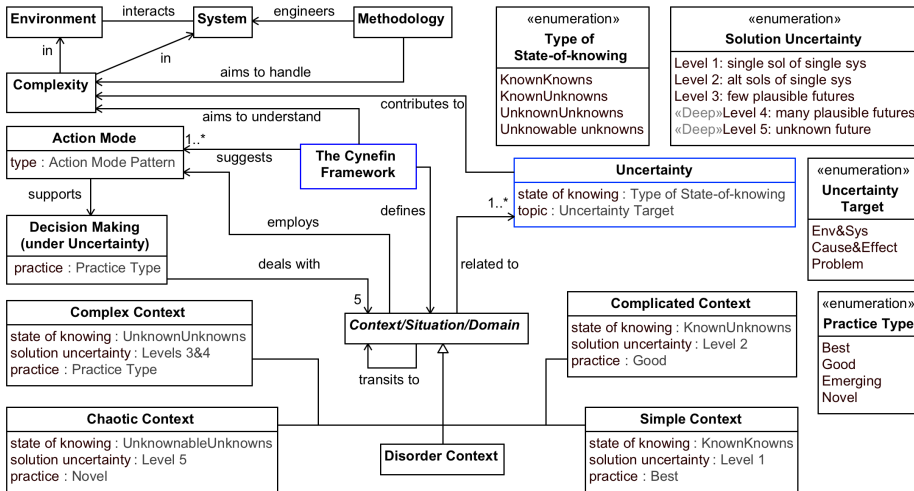 Environment
interacts
System
engineers
Methodology
in
in
aims to handle
Complexity
contributes to
aims to understand
«enumeration»
Type of
State-of-knowing
KnownKnowns
KnownUnknowns
UnknownUnknowns
Unknowable unknowns
«enumeration»
Solution Uncertainty
Level 1: single sol of single sys
Level 2: alt sols of single sys
Level 3: few plausible futures
«Deep»Level 4: many plausible futures
«Deep»Level 5: unknown future
Action Mode
type : Action Mode Pattern
1..*
suggests
The Cynefin
Framework
Uncertainty
state of knowing : Type of State-of-knowing
topic : Uncertainty Target
1..*
«enumeration»
Uncertainty
Target
Env&Sys
Cause&Effect
Problem
supports
employs
defines
Decision Making
(under Uncertainty)
practice : Practice Type
deals with
related to
5
Context/Situation/Domain
transits to
Complex Context
state of knowing : UnknownUnknowns
solution uncertainty : Levels 3&4
practice : Practice Type
Complicated Context
state of knowing : KnownUnknowns
solution uncertainty : Level 2
practice : Good
«enumeration»
Practice Type
Best
Good
Emerging
Novel
Chaotic Context
state of knowing : UnknownableUnknowns
solution uncertainty : Level 5
practice : Novel
Disorder Context
Simple Context
state of knowing : KnownKnowns
solution uncertainty : Level 1
practice : Best